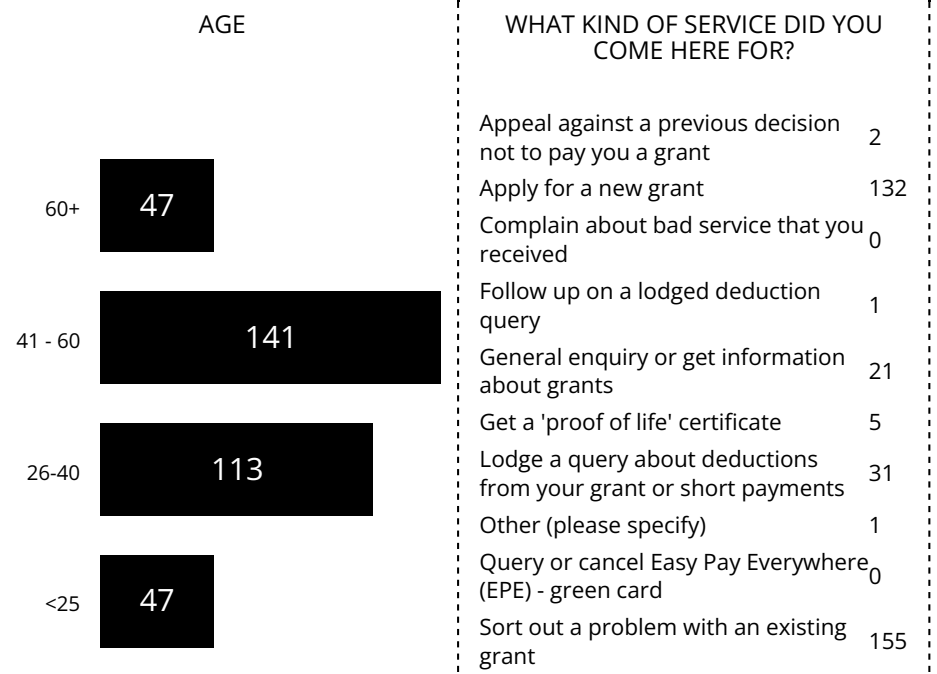 AGE
60+
47
41 - 60
141
26-40
113
<25
47
WHAT KIND OF SERVICE DID YOU
COME HERE FOR?
Appeal against a previous decision
not to pay you a grant
2
Apply for a new grant
132
Complain about bad service that you
received
0
Follow up on a lodged deduction
query
1
General enquiry or get information
about grants
21
Get a 'proof of life' certificate
5
Lodge a query about deductions
from your grant or short payments
31
Other (please specify)
1
Query or cancel Easy Pay Everywhere
(EPE) - green card
0
Sort out a problem with an existing
grant
155